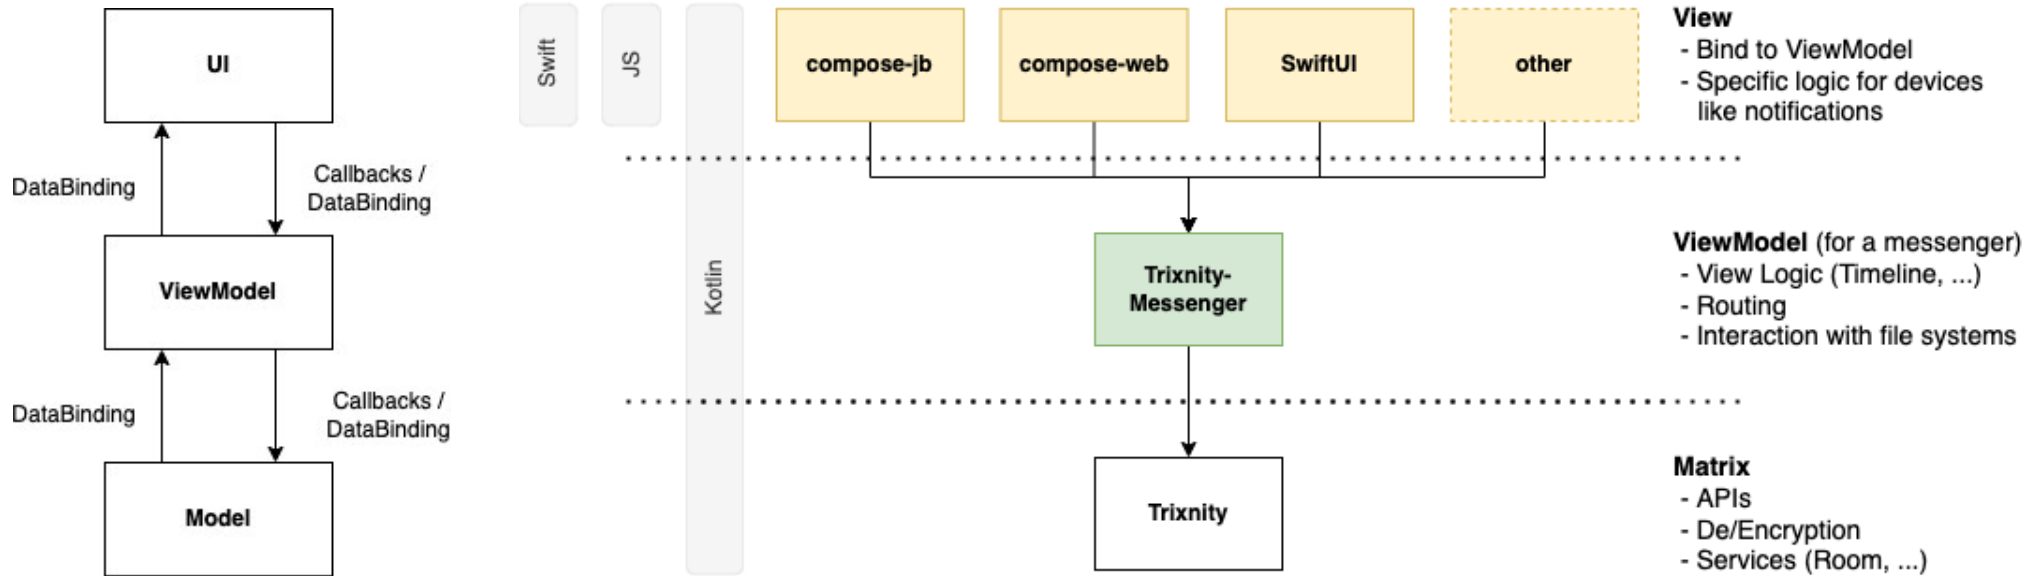 UI
DataBinding
Callbacks /
DataBinding
ViewModel
DataBinding
Callbacks /
DataBinding
Model
Swift
JS
Kotlin
compose-jb
compose-web
SwiftUI
other
Trixnity-
Messenger
Trixnity
View
- Bind to ViewModel
- Specific logic for devices
like notifications
ViewModel (for a messenger)
- View Logic (Timeline, ...)
- Routing
- Interaction with file systems
Matrix
- APIs
- De/Encryption
- Services (Room, ...)